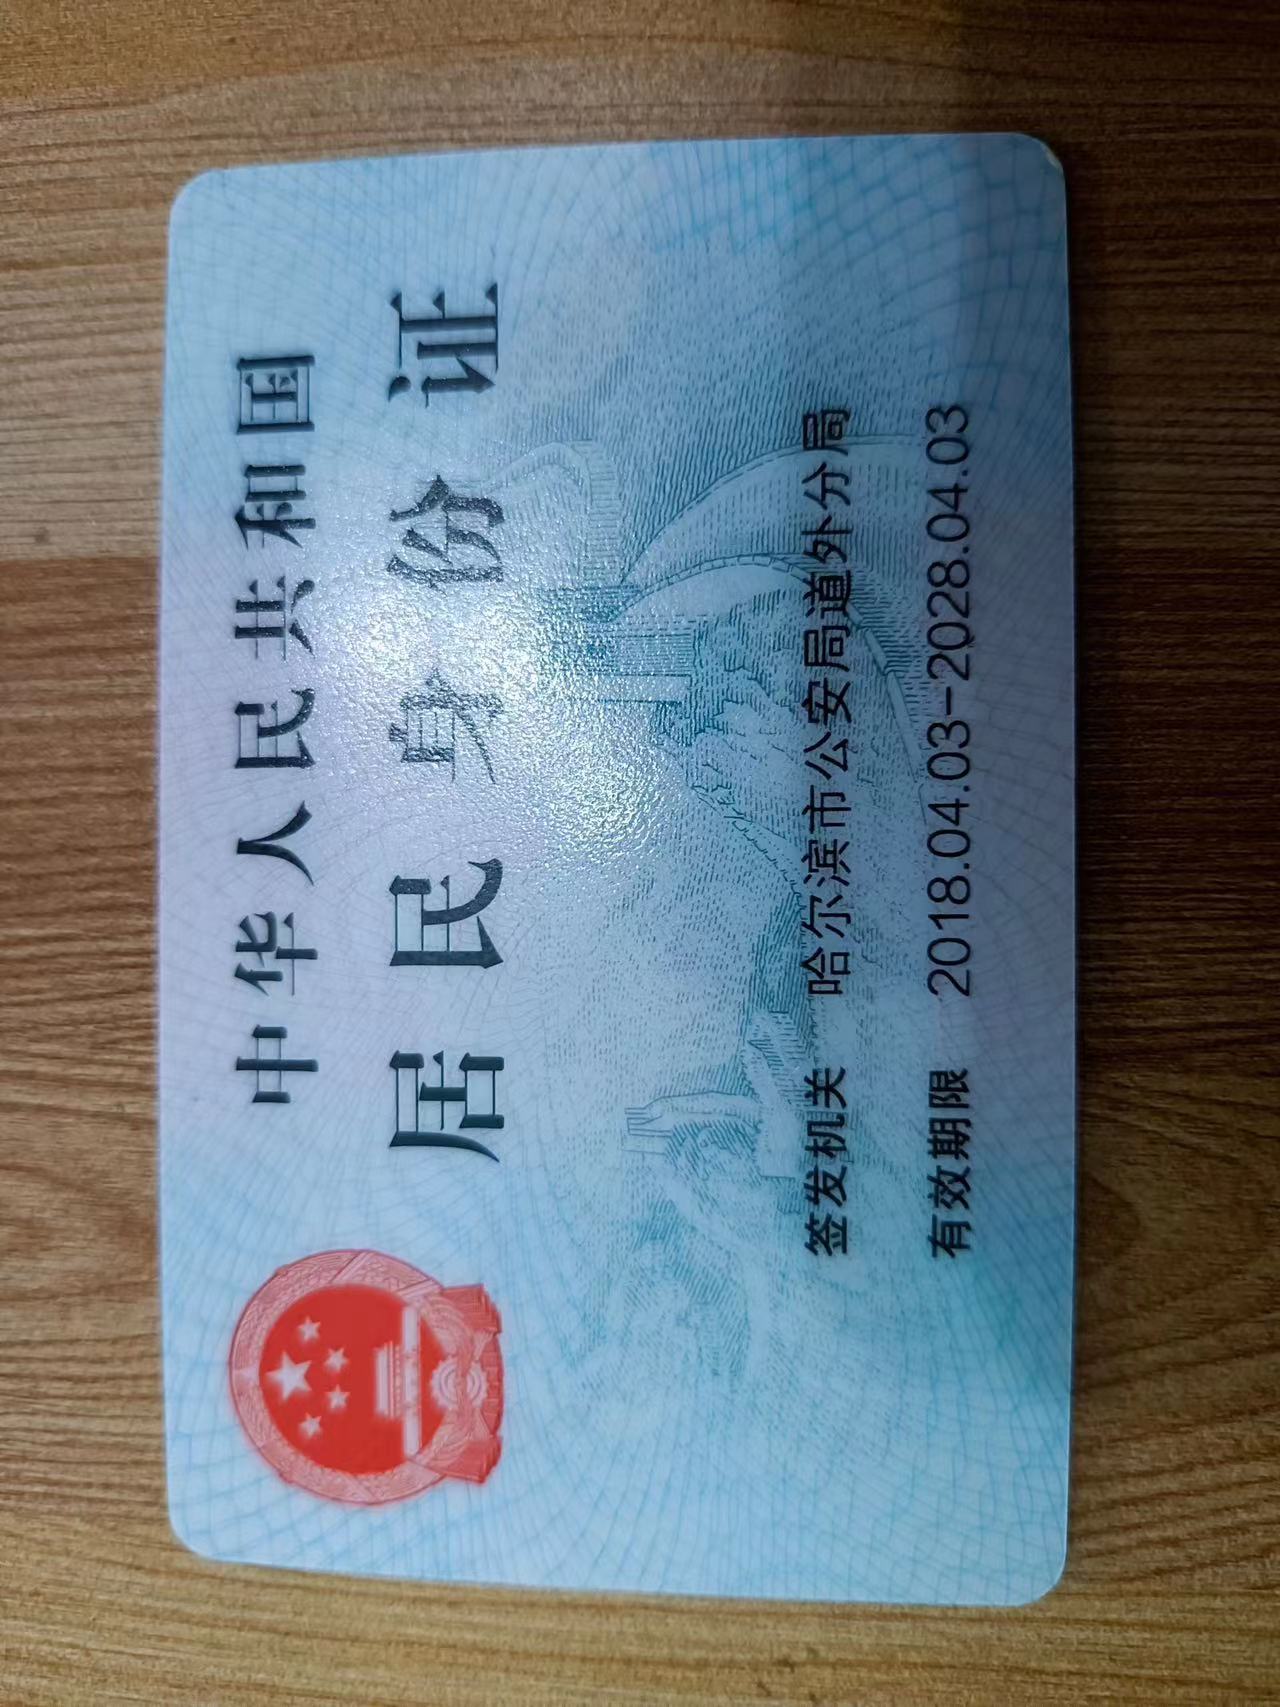 中华人民共和国
居民身份证
签发机关 哈尔滨市公安局道外分局
有效期限 2018.04.03-2028.04.03